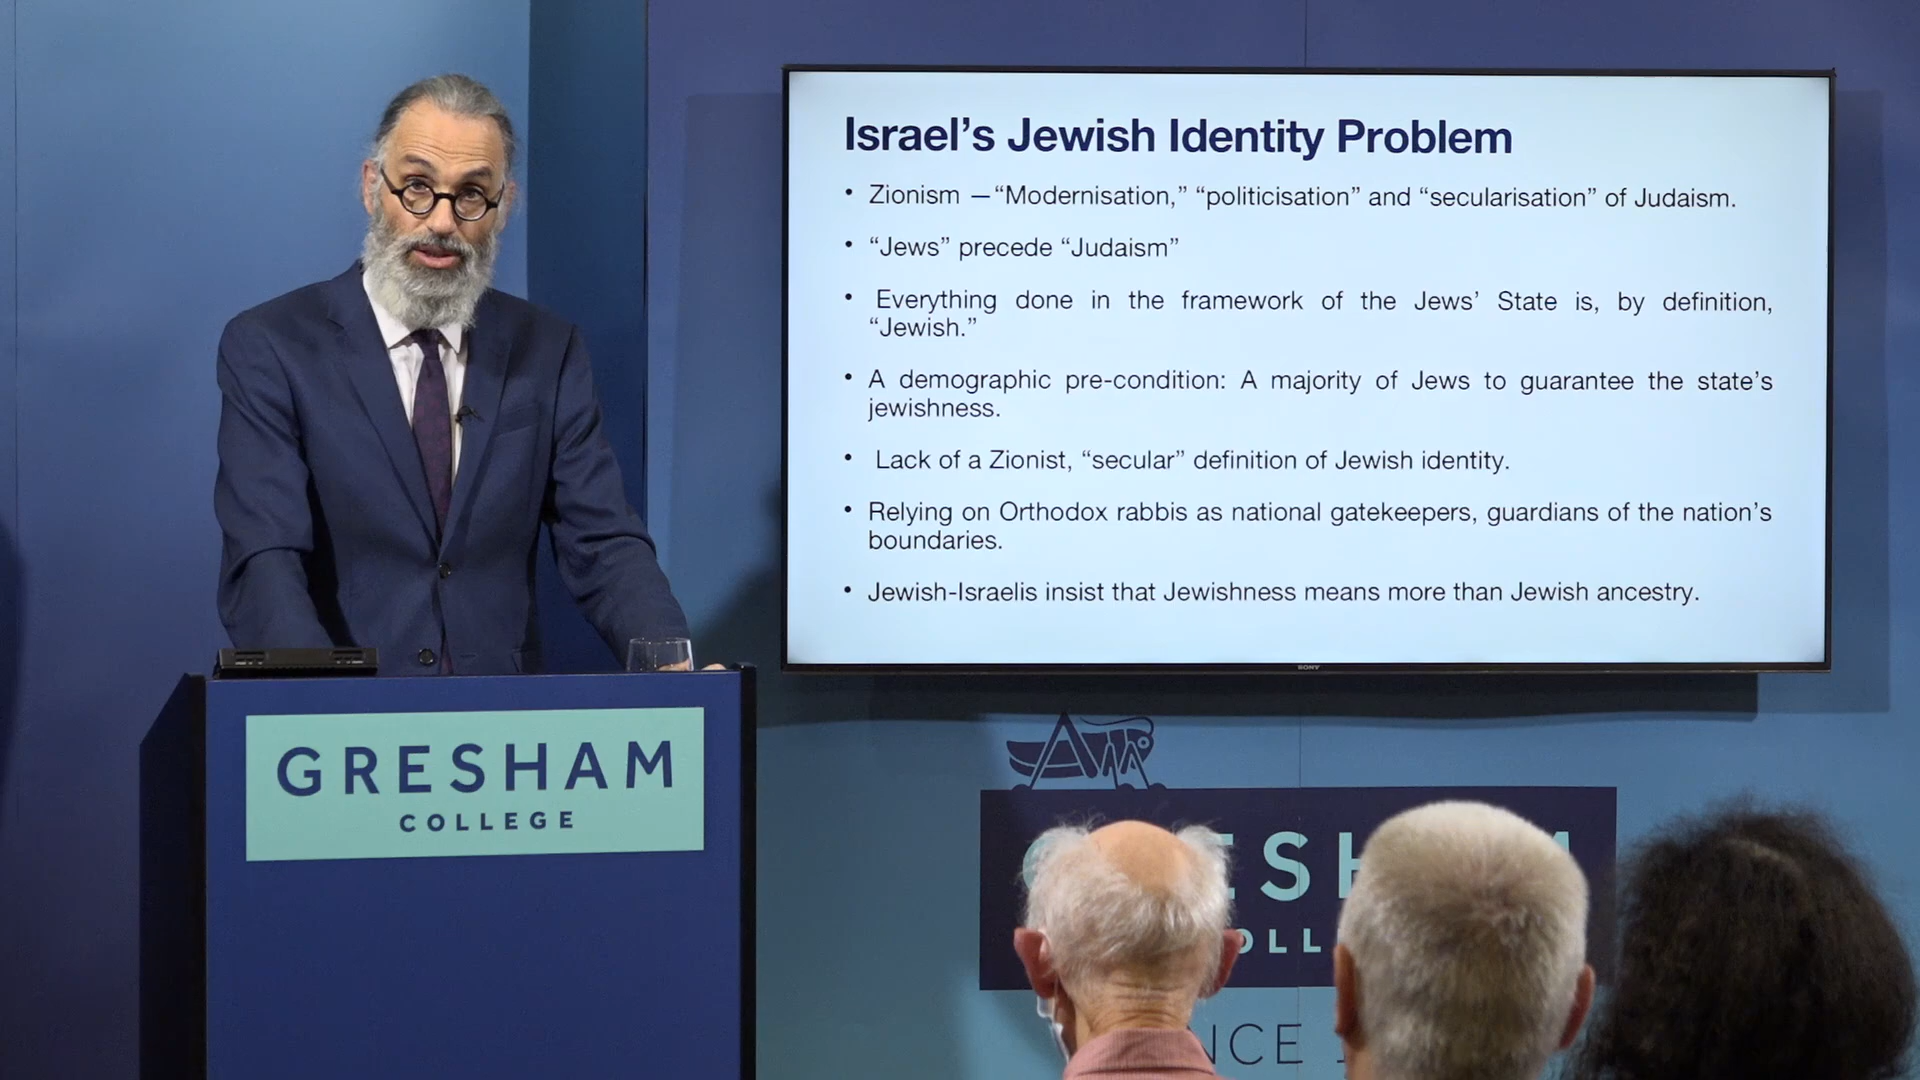 Israel's Jewish Identity Problem
• Zionism —“Modernisation,” “politicisation” and “secularisation” of Judaism.
• “Jews” precede “Judaism”
• Everything done in the framework of the Jews’ State is, by definition,
“Jewish.”
• A demographic pre-condition: A majority of Jews to guarantee the state’s
jewishness.
• Lack of a Zionist, “secular” definition of Jewish identity.
• Relying on Orthodox rabbis as national gatekeepers, guardians of the nation’s
boundaries.
• Jewish-Israelis insist that Jewishness means more than Jewish ancestry.
SONY
GRESHAM
COLLEGE